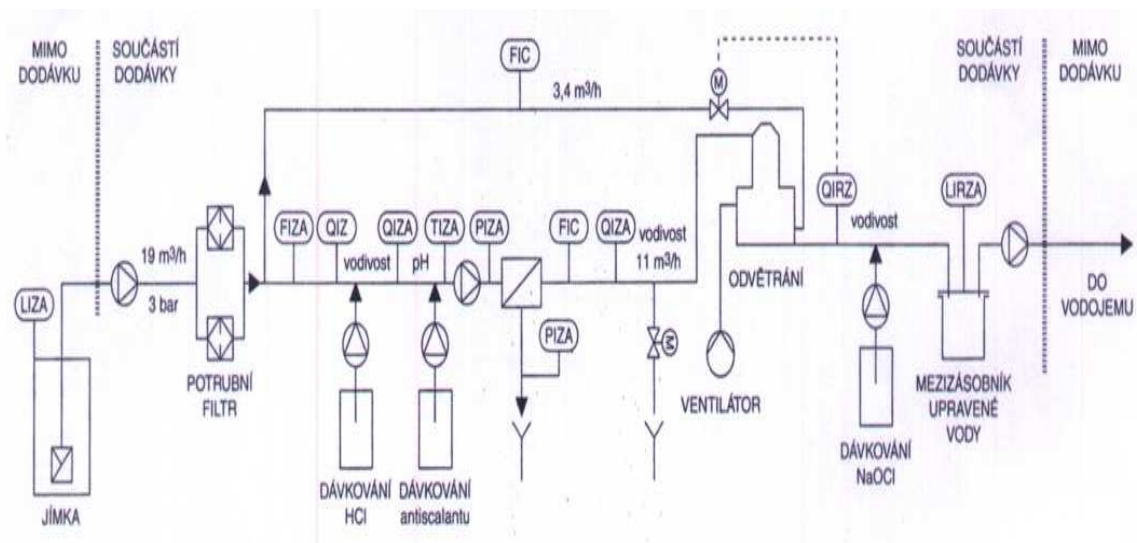 MIMO
DODÁVKU
SOUČÁSTÍ
DODÁVKY
FIC
3,4 m³/h
M
SOUČÁSTÍ
DODÁVKY
MIMO
DODÁVKU
19 m³/h
3 bar
LIZA
FIZA
QIZ
QIZA
TIZA
PIZA
FIC
QIZA
vodivost
11 m³/h
vodivost
pH
QIRZ
LIRZA
vodivost
ODVĚTRÁNÍ
DO
VODOJEMU
PIZA
M
POTRUBNÍ
FILTR
VENTILÁTOR
MEZIZÁSOBNÍK
UPRAVENÉ
VODY
DÁVKOVÁNÍ
NaOCl
JÍMKA
DÁVKOVÁNÍ
HCl
DÁVKOVÁNÍ
antiscalantu